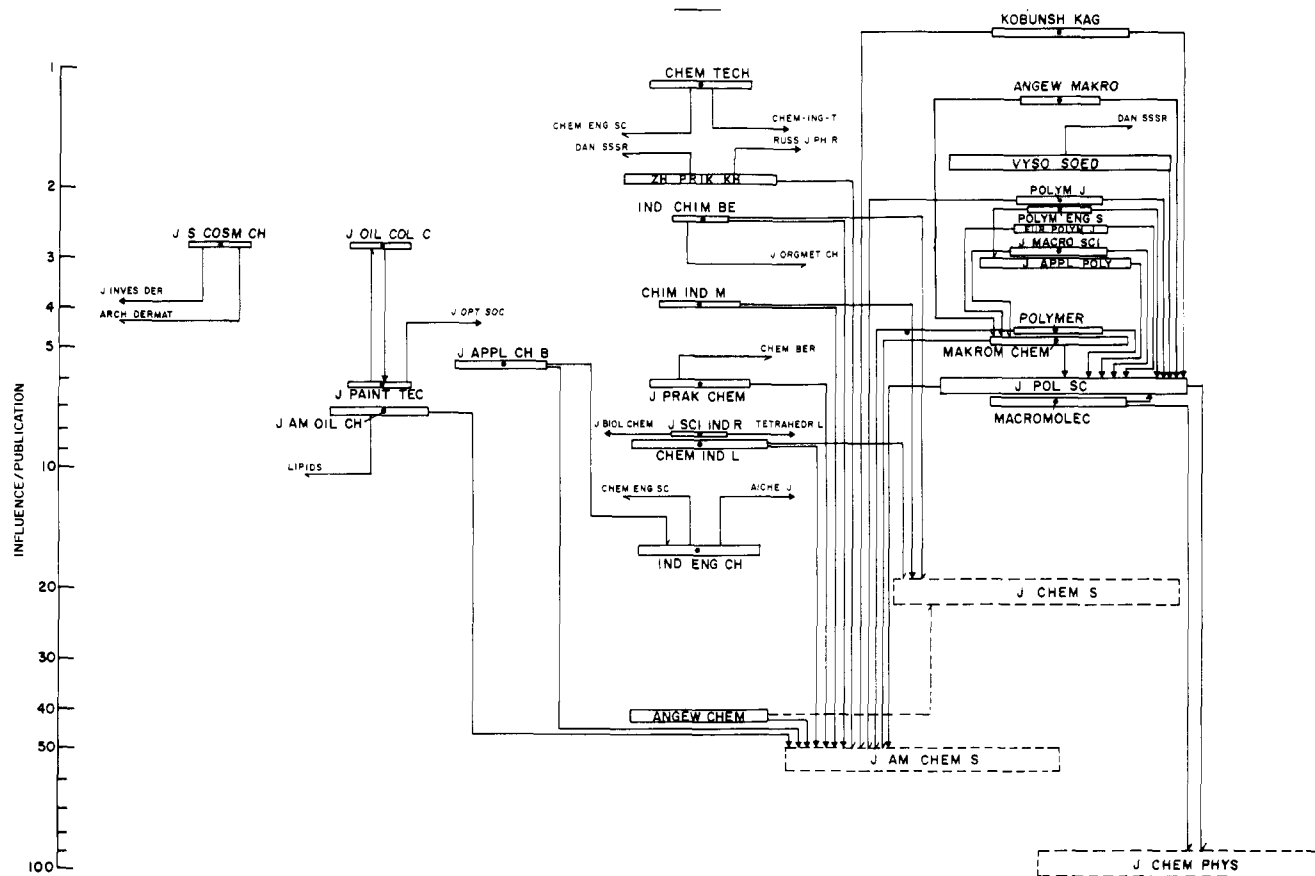 KOBUNSH KAG
1
CHEM TECH
ANGEW MAKRO
CHEM ENG SC
CHEM-ING-T
DAN SSSR
DAN SSSR
RUSS J PH R
VYSO SOED
ZH PRIK KH
2
POLYM J
IND CHIM BE
POLYM ENG S
EUR POLYM J
J S COSM CH
J OIL COL C
J MACRO SCI
3
J ORGMET CH
J APPL POLY
J INVES DER
CHIM IND M
4
ARCH DERMAT
J OPT SOC
POLYMER
5
J APPL CH B
CHEM BER
MAKROM CHEM
J PAINT TEC
J PRAK CHEM
J POL SC
J AM OIL CH
MACROMOLEC
J BIOL CHEM
J SCI IND R
TETRAHEDR L
CHEM IND L
10
LIPIDS
CHEM ENG SC
AICHE J
INFLUENCE/PUBLICATION
IND ENG CH
20
J CHEM S
30
40
ANGEW CHEM
50
J AM CHEM S
100
J CHEM PHYS